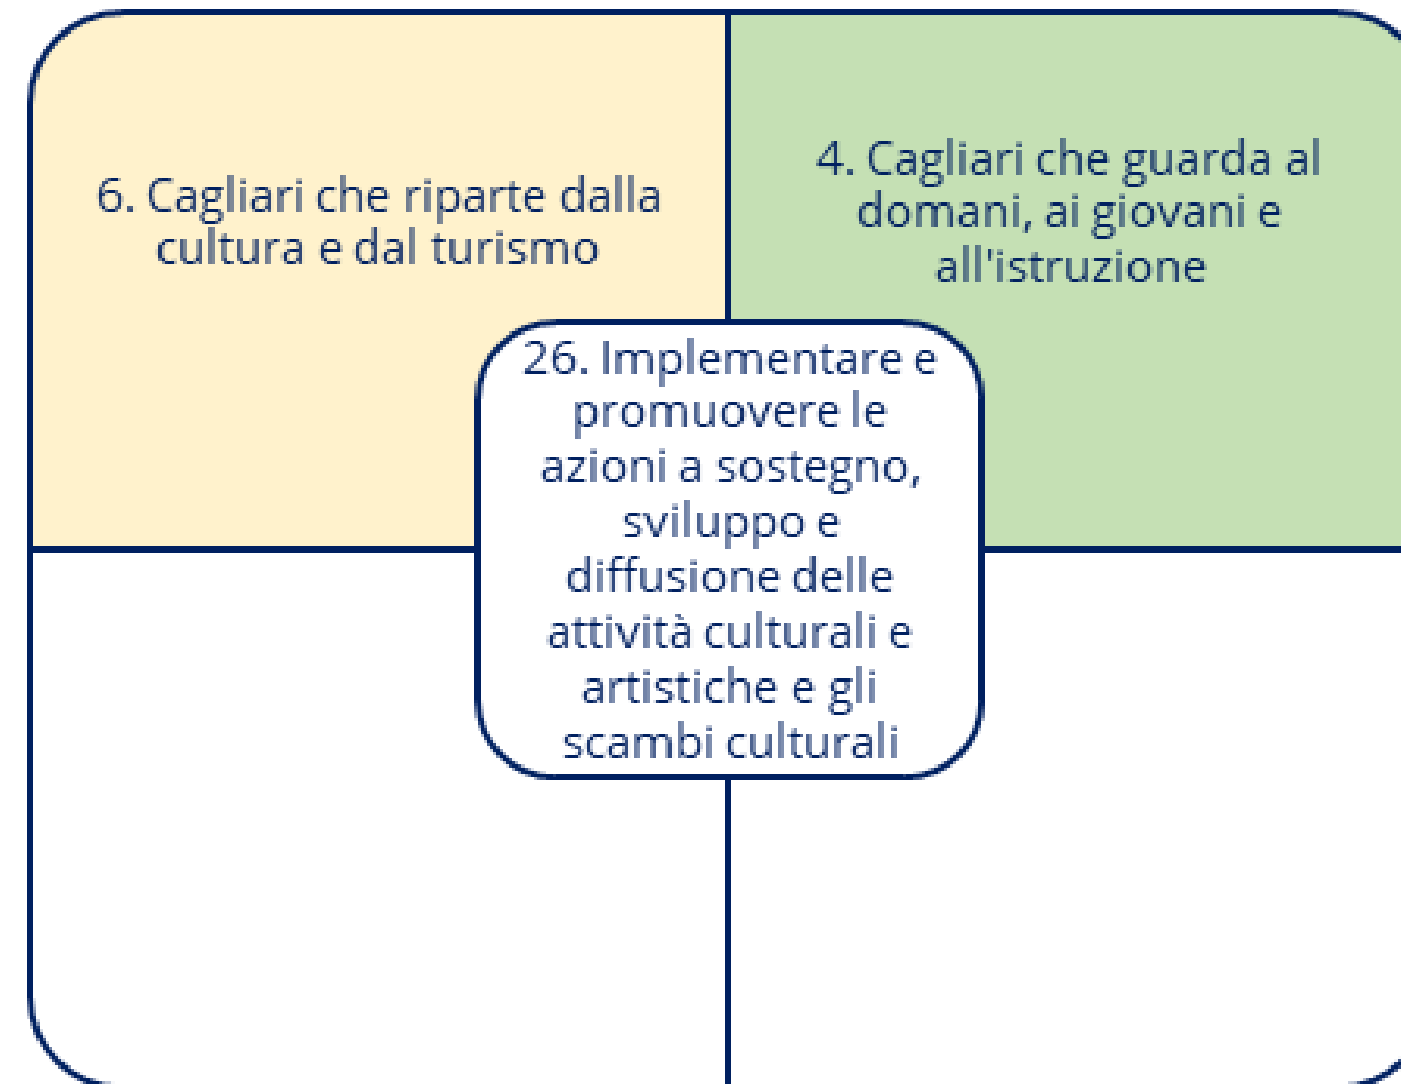 6. Cagliari che riparte dalla
cultura e dal turismo
4. Cagliari che guarda al
domani, ai giovani e
all'istruzione
26. Implementare e
promuovere le
azioni a sostegno,
sviluppo e
diffusione delle
attività culturali e
artistiche e gli
scambi culturali